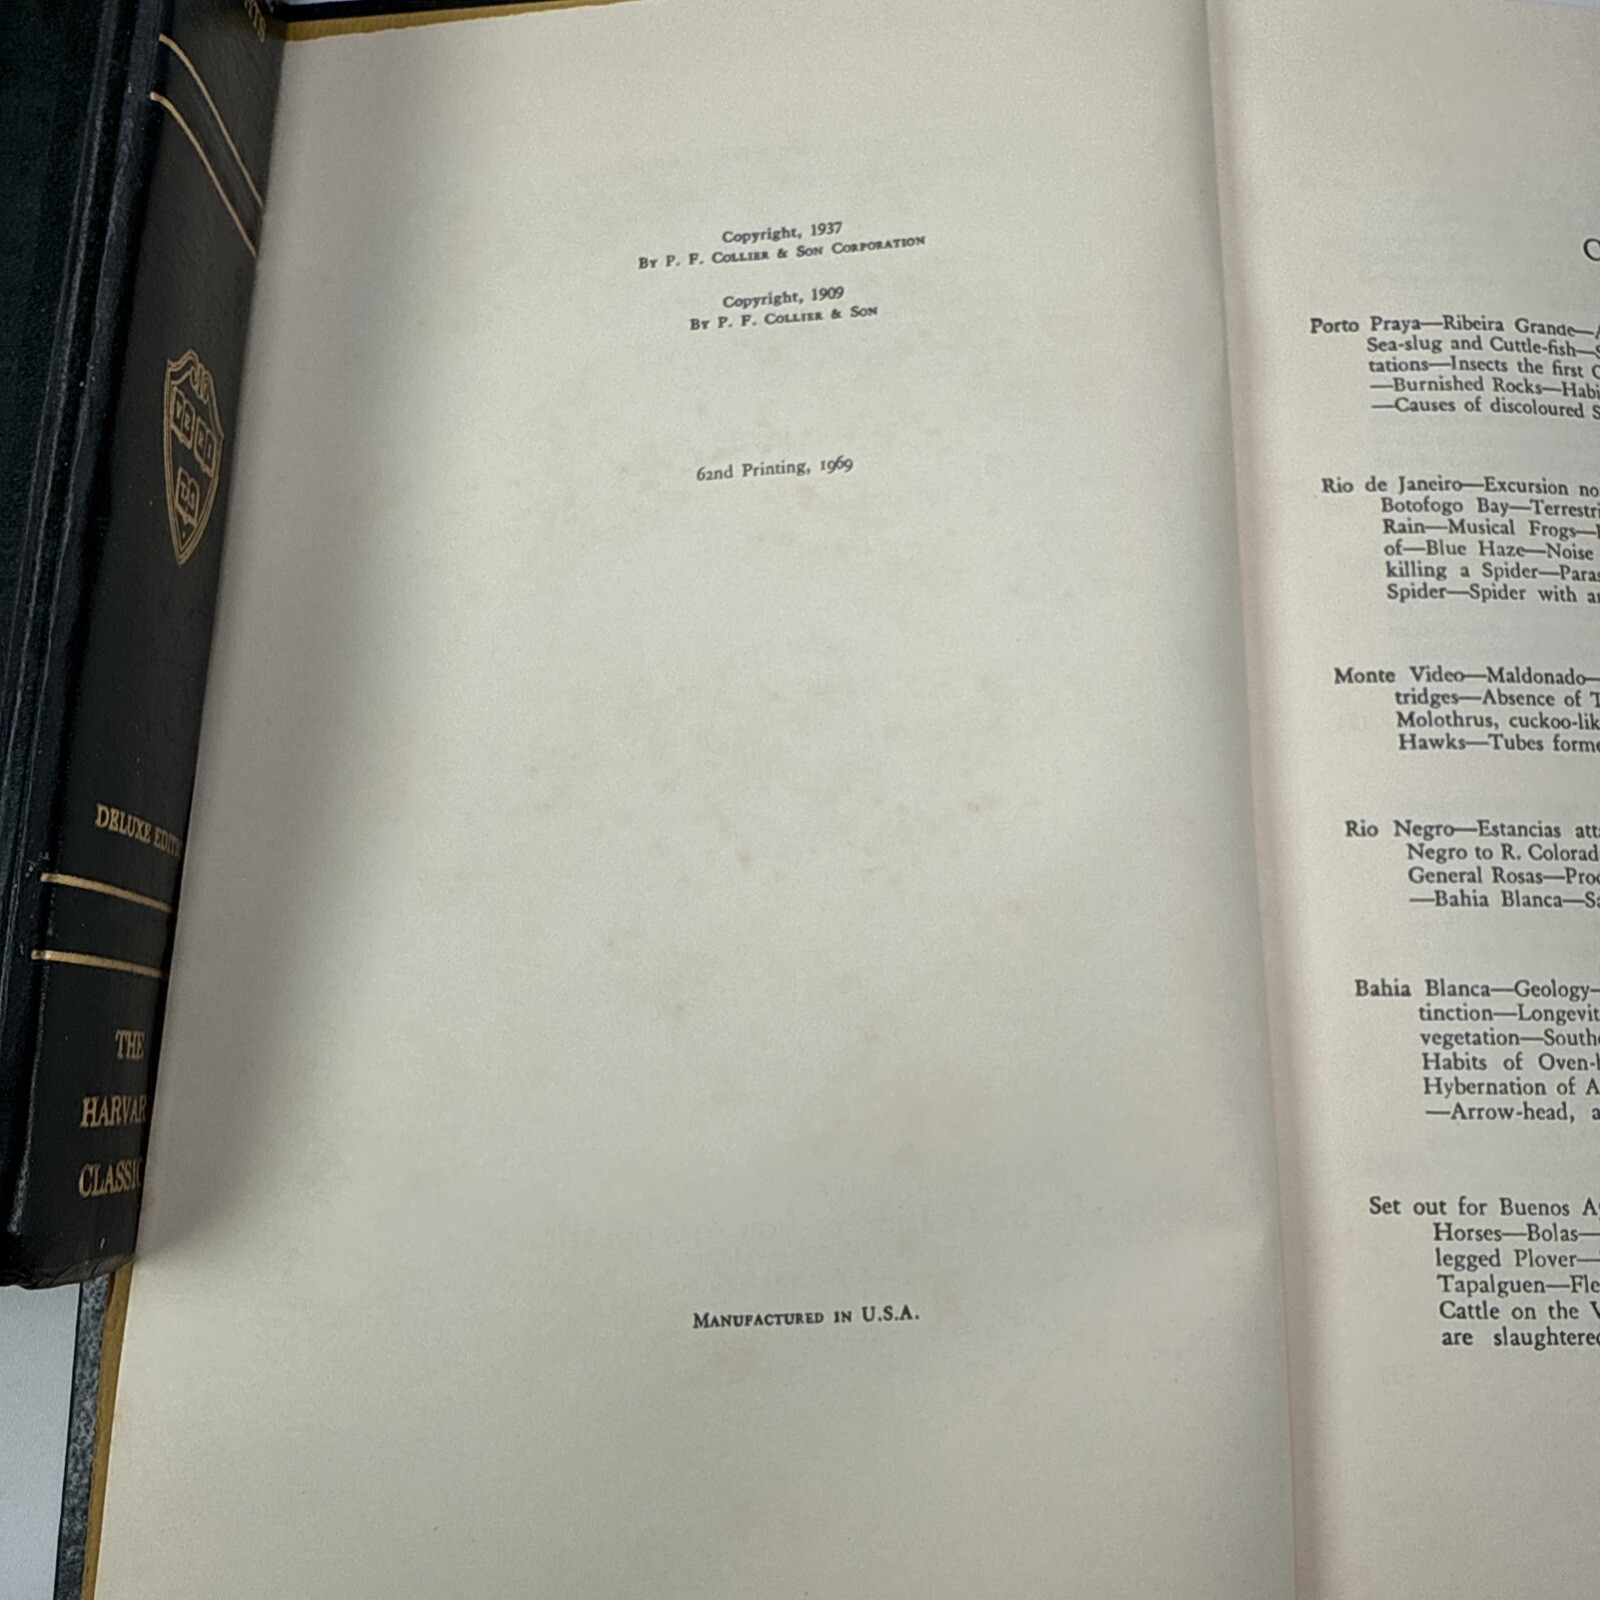 DELUXE
THE
CLASSIC
Copyright, 1937
By P. F. Collier & Son Corporation
Copyright, 1909
By P. F. Collier & Son
62nd Printing, 1969
Manufactured in U.S.A.
Porto Praya—Ribeira Grande—
Sea-slug and Cuttle-fish—
tations—Insects the first
—Burnished Rocks—
—Causes of discoloured
Rio de Janeiro—Excursion
Botofogo Bay—
Rain—Musical Frogs—
of—Blue Haze—Noise
killing a Spider—
Spider—Spider with
Monte Video—Maldonado—
tridges—Absence of
Molothrus,
Hawks—Tubes
Rio Negro—Estancias
Negro to R.
General Rosas—
—Bahia Blanca—
Bahia Blanca—Geology—
tinction—
vegetation—
Habits of
Hybernation of
—Arrow-head,
Set out for Buenos
Horses—Bolas—
legged Plover—
Tapalguen—
Cattle on the
are